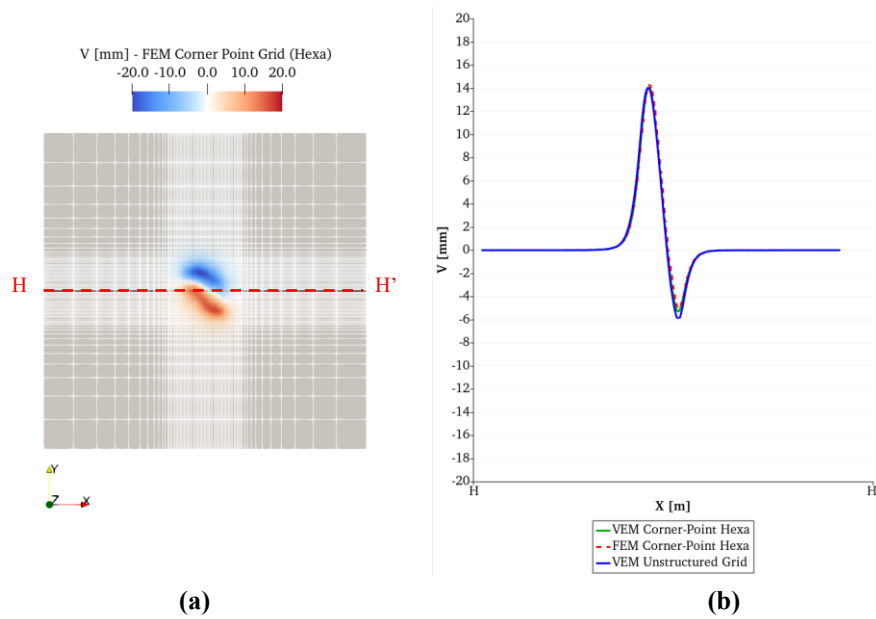 V [mm] - FEM Corner Point Grid (Hexa)
-20.0 -10.0 0.0 10.0 20.0
H H’
Y
Z X
(a)
20
18
16
14
12
10
8
6
4
2
0
-2
-4
-6
-8
-10
-12
-14
-16
-18
-20
V [mm]
H H
X [m]
VEM Corner-Point Hexa
FEM Corner-Point Hexa
VEM Unstructured Grid
(b)